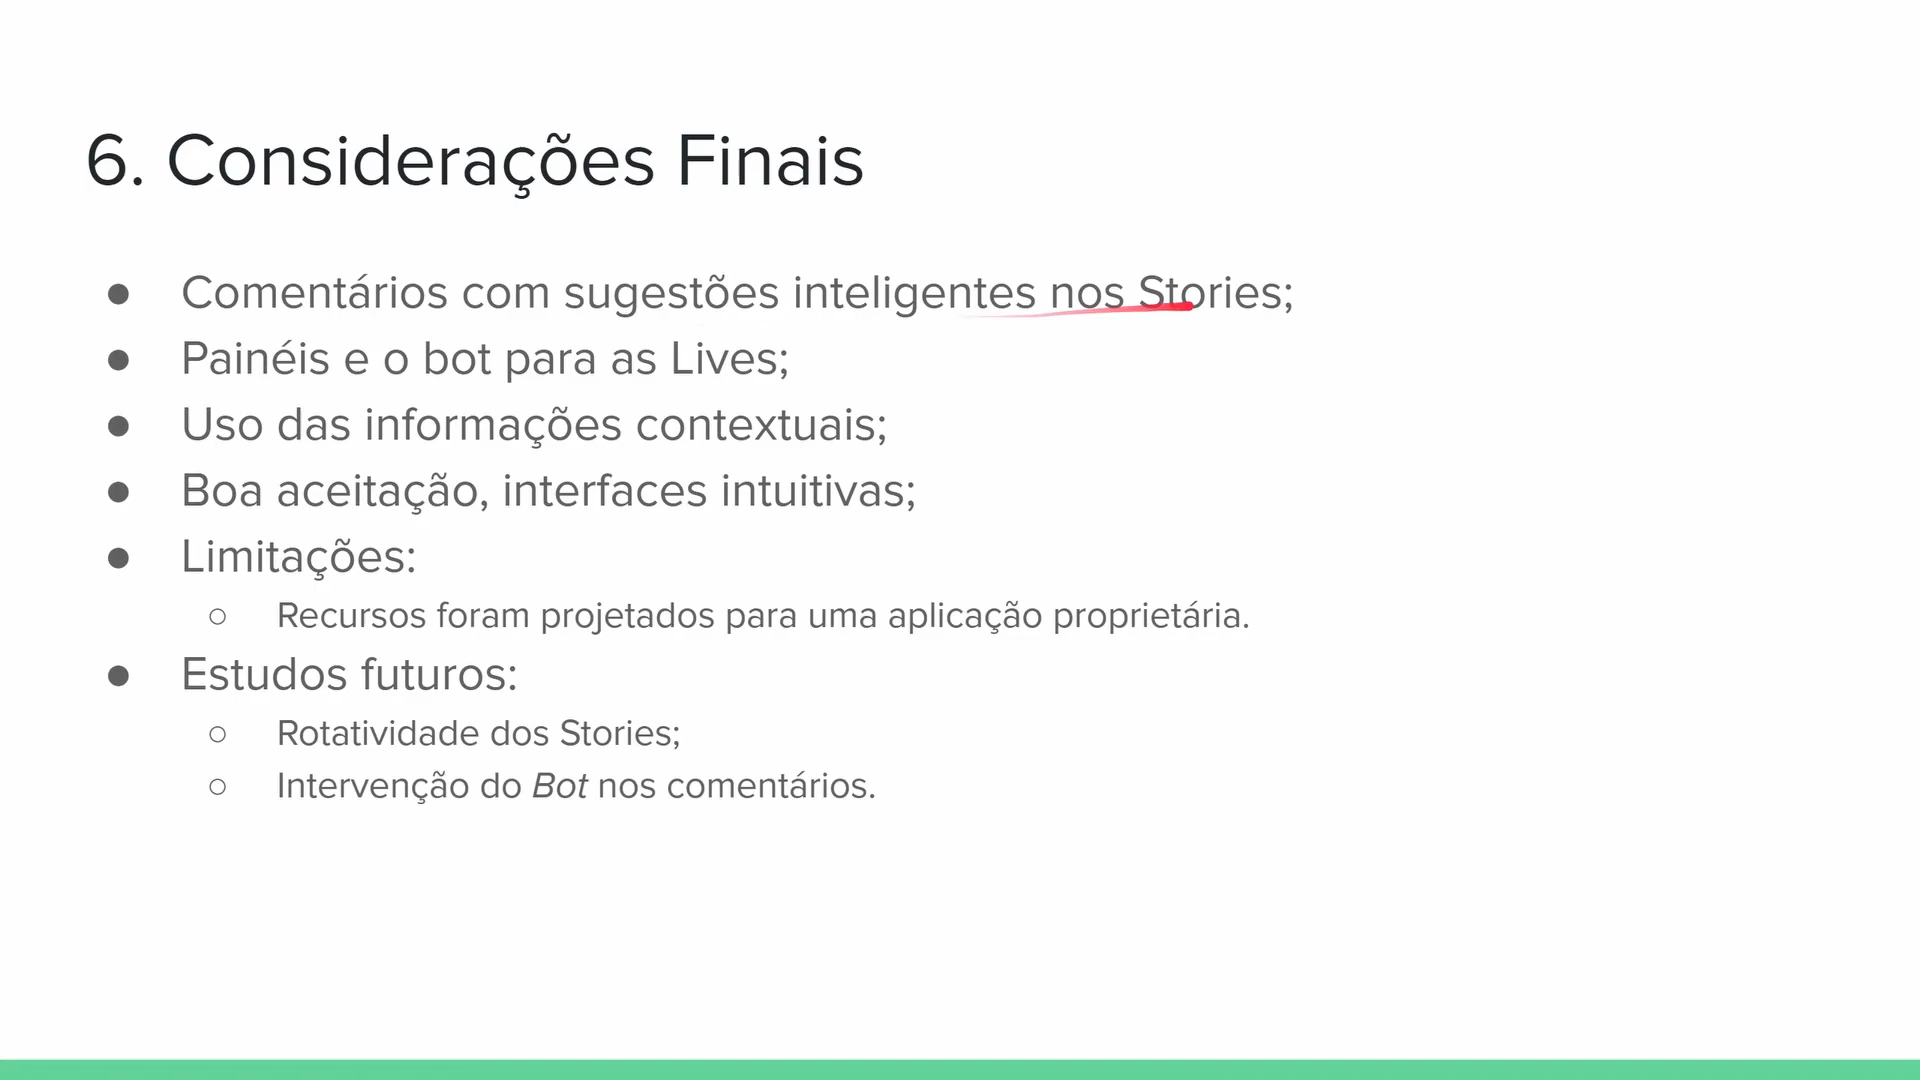 6. Considerações Finais
● Comentários com sugestões inteligentes nos Stories;
● Painéis e o bot para as Lives;
● Uso das informações contextuais;
● Boa aceitação, interfaces intuitivas;
● Limitações:
○ Recursos foram projetados para uma aplicação proprietária.
● Estudos futuros:
○ Rotatividade dos Stories;
○ Intervenção do Bot nos comentários.